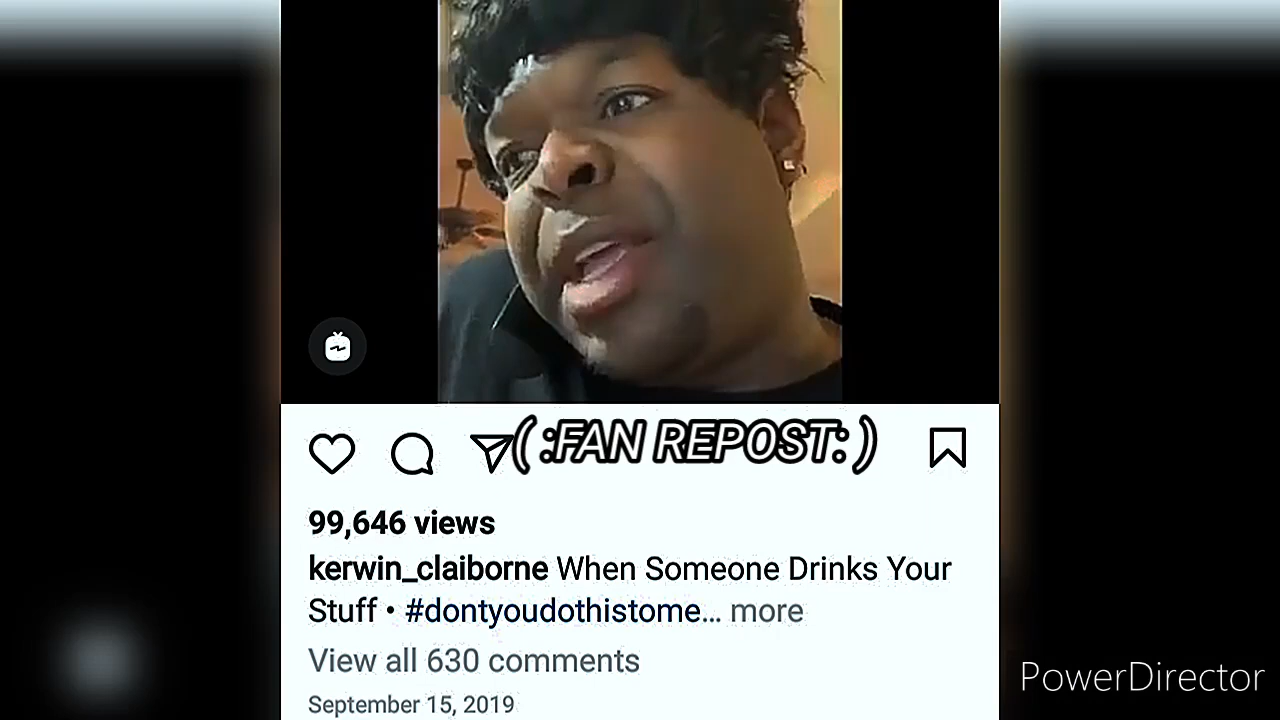 ( :FAN REPOST: )
99,646 views
kerwin_claiborne When Someone Drinks Your
Stuff • #dontyoudothistome... more
View all 630 comments
September 15, 2019
PowerDirector